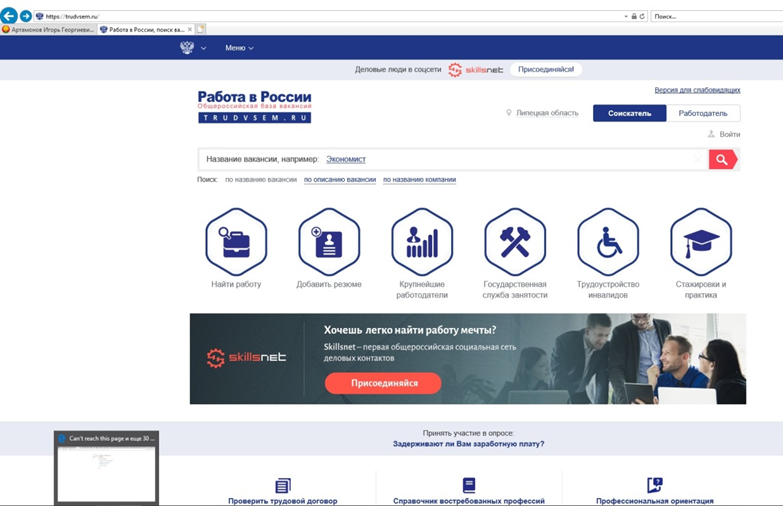 https://trudvsem.ru/
Поиск...
Артамонов Игорь Георгиеви...
Работа в России, поиск ва...
Меню
Деловые люди в соцсети skillsnet Присоединяйся!
Версия для слабовидящих
Работа в России
Общероссийская база вакансий
TRUDVSEM.RU
Липецкая область
Соискатель
Работодатель
Войти
Название вакансии, например: Экономист
Поиск: по названию вакансии по описанию вакансии по названию компании
Найти работу
Добавить резюме
Крупнейшие
работодатели
Государственная
служба занятости
Трудоустройство
инвалидов
Стажировки и
практика
skillsnet
Хочешь легко найти работу мечты?
Skillsnet – первая общероссийская социальная сеть
деловых контактов
Присоединяйся
Принять участие в опросе:
Задерживают ли Вам заработную плату?
Can't reach this page и еще 30 ...
Проверить трудовой договор
Справочник востребованных профессий
Профессиональная ориентация